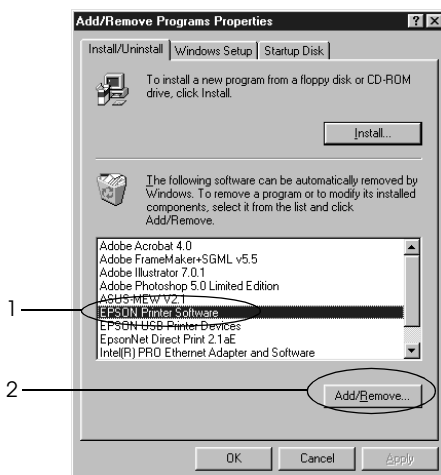 Add/Remove Programs Properties
Install/Uninstall Windows Setup Startup Disk
To install a new program from a floppy disk or CD-ROM
drive, click Install.
Install...
The following software can be automatically removed by
Windows. To remove a program or to modify its installed
components, select it from the list and click
Add/Remove.
Adobe Acrobat 4.0
Adobe FrameMaker+SGML v5.5
Adobe Illustrator 7.0.1
Adobe Photoshop 5.0 Limited Edition
ASUS-MEW V2.1
1
EPSON Printer Software
EPSON USB Printer Devices
EpsonNet Direct Print 2.1aE
Intel(R) PRO Ethernet Adapter and Software
2
Add/Remove...
OK Cancel Apply